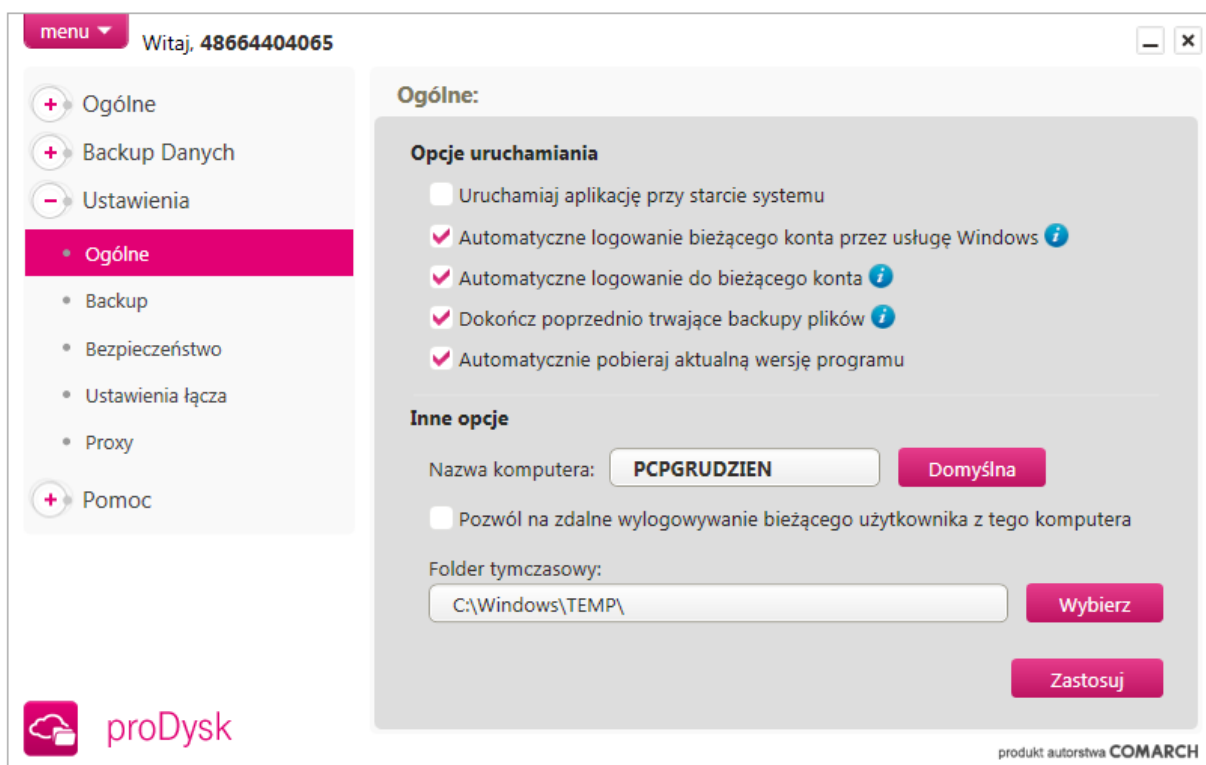 menu
Witaj, 48664404065
Ogólne
Backup Danych
Ustawienia
Ogólne
Backup
Bezpieczeństwo
Ustawienia łącza
Proxy
Pomoc
proDysk
Ogólne:
Opcje uruchamiania
Uruchamiaj aplikację przy starcie systemu
Automatyczne logowanie bieżącego konta przez usługę Windows i
Automatyczne logowanie do bieżącego konta i
Dokończ poprzednio trwające backupy plików i
Automatycznie pobieraj aktualną wersję programu
Inne opcje
Nazwa komputera: PCPGRUDZIEN Domyślna
Pozwól na zdalne wylogowywanie bieżącego użytkownika z tego komputera
Folder tymczasowy:
C:\Windows\TEMP\ Wybierz
Zastosuj
produkt autorstwa COMARCH